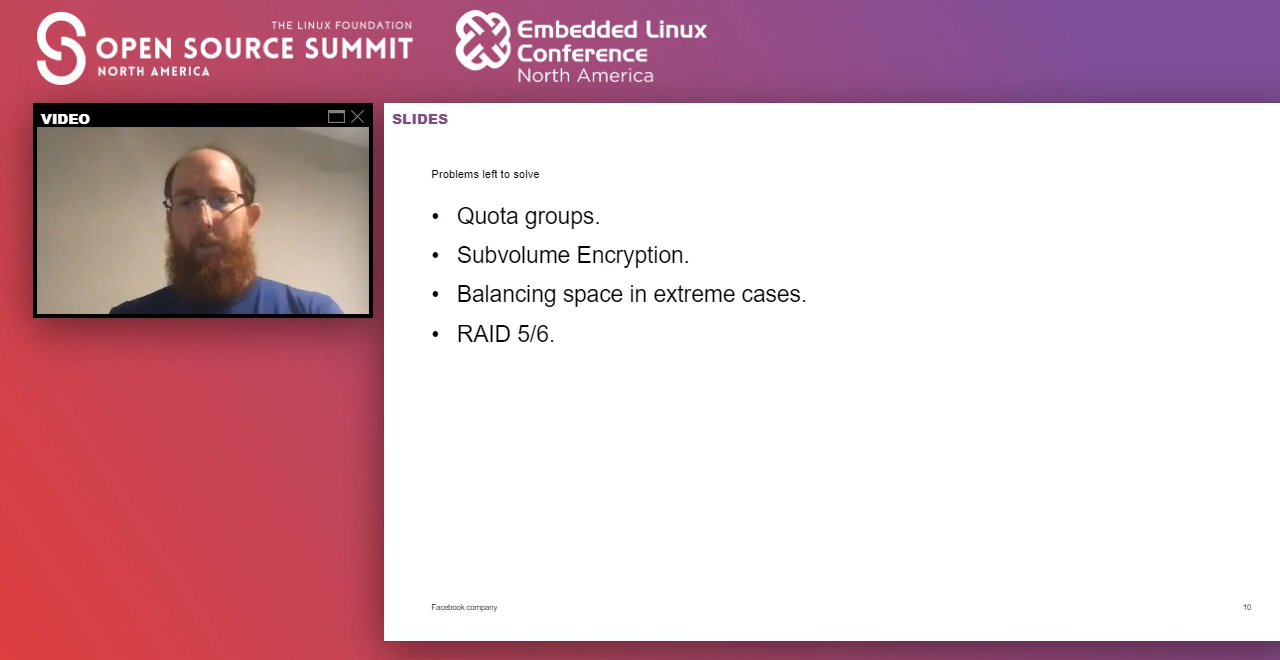 THE LINUX FOUNDATION
OPEN SOURCE SUMMIT
NORTH AMERICA
Embedded Linux
Conference
North America
VIDEO
SLIDES
Problems left to solve
• Quota groups.
• Subvolume Encryption.
• Balancing space in extreme cases.
• RAID 5/6.
Facebook company
10